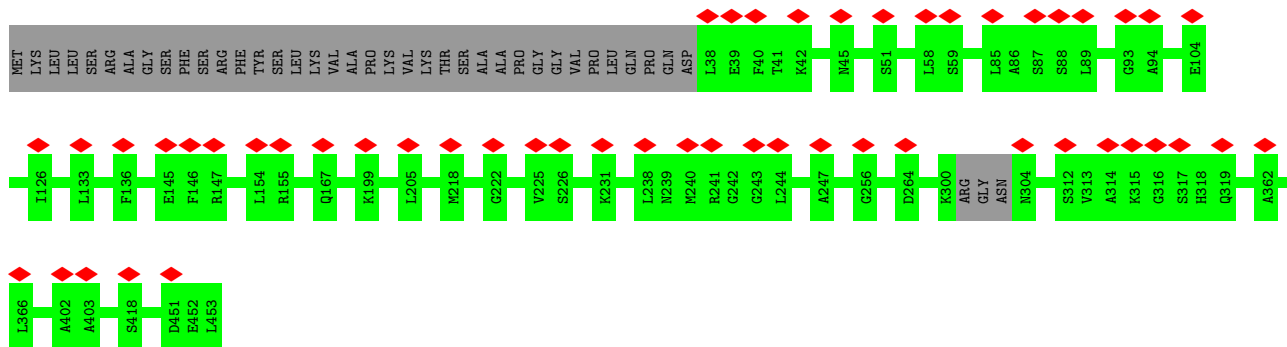 MET LYS LEU LEU LEU SER ARG ALA GLY SER PHE SER ARG PHE TYR SER LEU LYS VAL ALA PRO LYS VAL LYS THR SER ALA ALA PRO GLY GLY VAL PRO LEU GLN PRO GLN ASP L38 E39 F40 T41 K42 N45 S51 L58 S59 L85 A86 S87 S88 L89 G93 A94 E104
I126 L133 F136 E145 F146 R147 L154 R155 Q167 K199 L205 M218 G222 V225 S226 K231 L238 N239 M240 R241 G242 G243 L244 A247 G256 D264 K300 ARG GLY ASN N304 S312 V313 A314 K315 G316 S317 H318 Q319 A362
L366 A402 A403 S418 D451 E452 L453